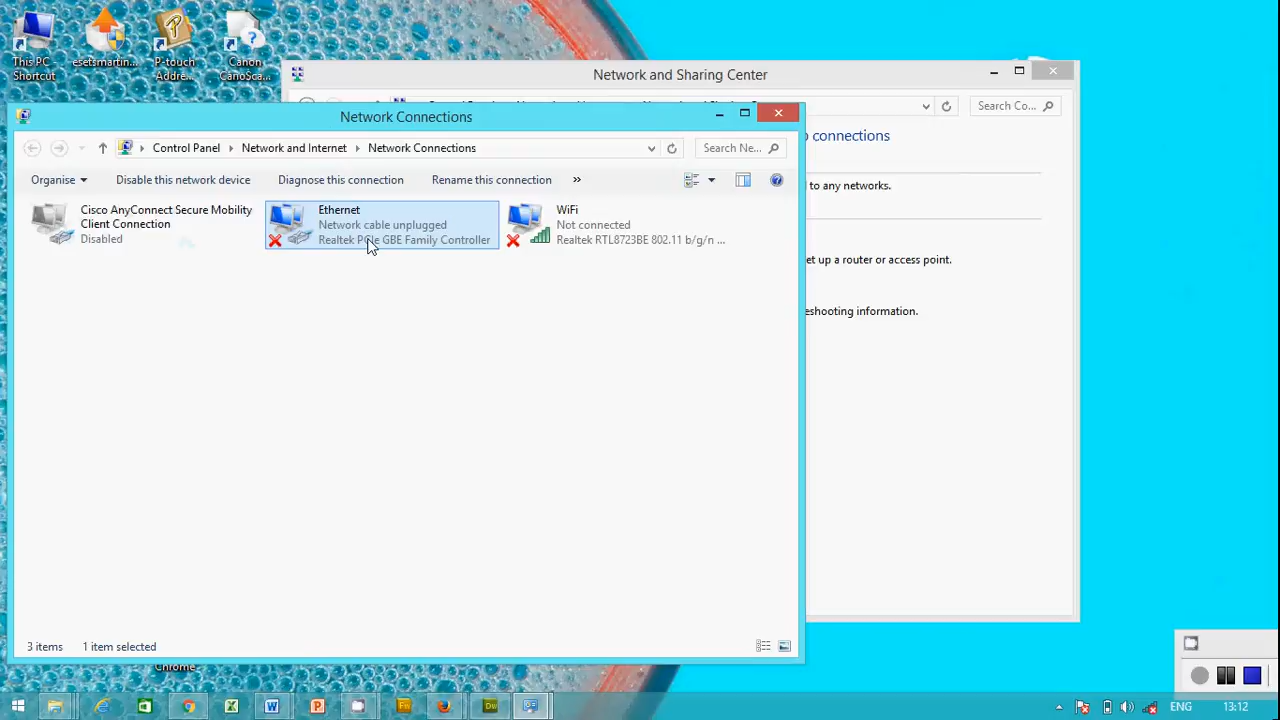 This PC
Shortcut
esetsmartin...
P-touch
Addre...
Canon
CanoSca...
Network and Sharing Center
Search Co...
connections
to any networks.
et up a router or access point.
eshooting information.
Network Connections
Control Panel
Network and Internet
Network Connections
Search Ne...
Organise
Disable this network device
Diagnose this connection
Rename this connection
»
Cisco AnyConnect Secure Mobility
Client Connection
Disabled
Ethernet
Network cable unplugged
Realtek PCIe GBE Family Controller
WiFi
Not connected
Realtek RTL8723BE 802.11 b/g/n ...
3 items
1 item selected
Chrome
ENG
13:12